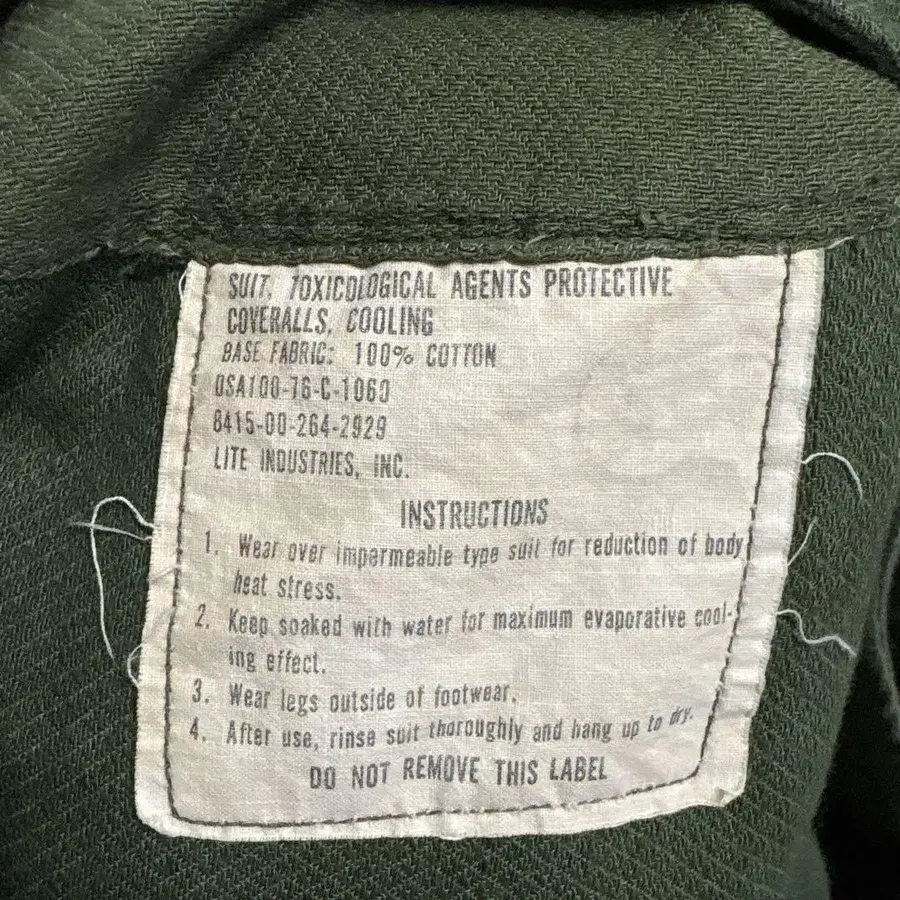 SUIT, TOXICOLOGICAL AGENTS PROTECTIVE
COVERALLS, COOLING
BASE FABRIC: 100% COTTON
DSA100-76-C-1060
8415-00-264-2929
LITE INDUSTRIES, INC.
INSTRUCTIONS
1. Wear over impermeable type suit for reduction of body
heat stress.
2. Keep soaked with water for maximum evaporative cool-
ing effect.
3. Wear legs outside of footwear.
4. After use, rinse suit thoroughly and hang up to dry.
DO NOT REMOVE THIS LABEL